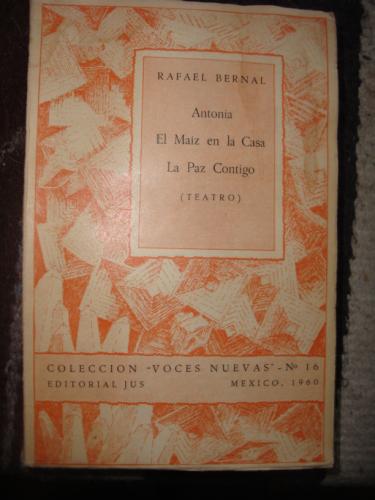 RAFAEL BERNAL
Antonia
El Maíz en la Casa
La Paz Contigo
(TEATRO)
COLECCION "VOCES NUEVAS" - Nº 16
EDITORIAL JUS MEXICO, 1960